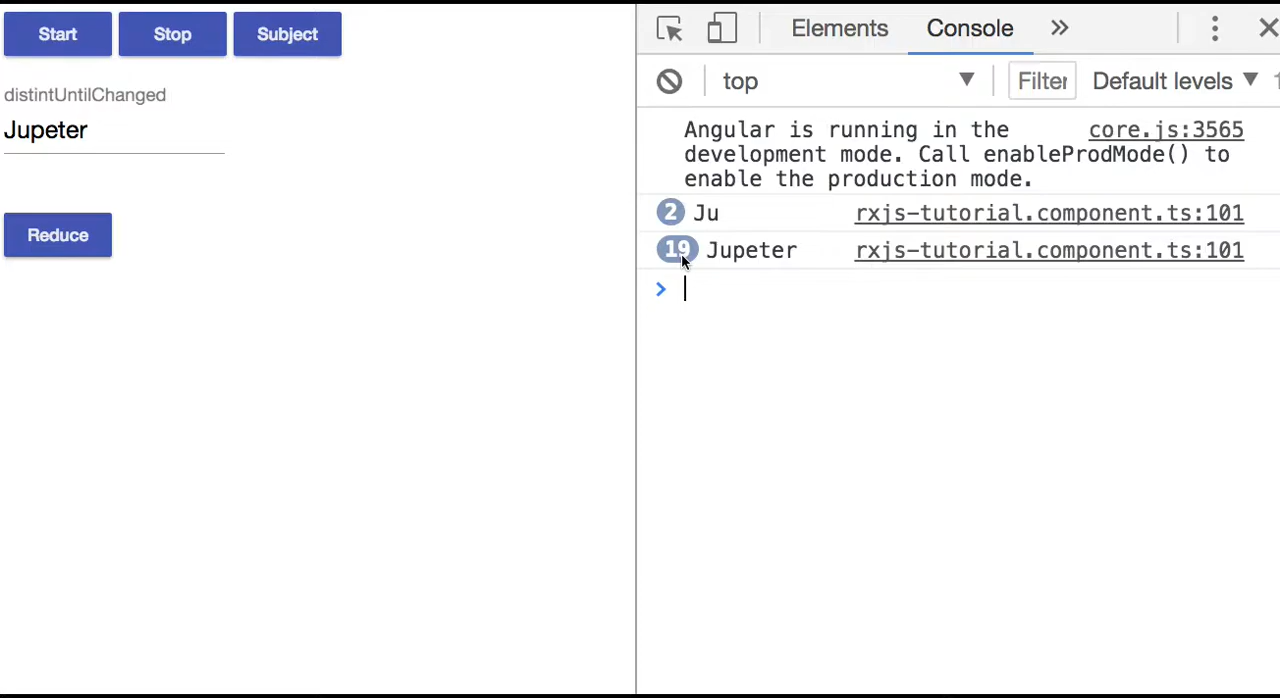 Start Stop Subject
distintUntilChanged
Jupeter
Reduce
Elements Console
top Filter Default levels
Angular is running in the core.js:3565
development mode. Call enableProdMode() to
enable the production mode.
2 Ju rxjs-tutorial.component.ts:101
19 Jupeter rxjs-tutorial.component.ts:101